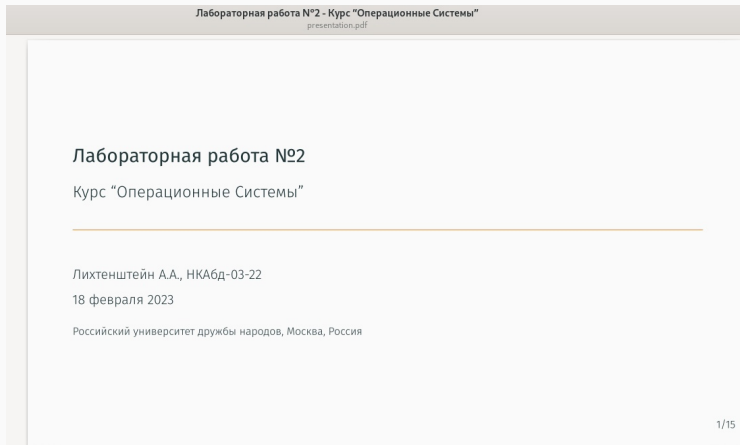 Лабораторная работа №2 - Курс “Операционные Системы”
presentation.pdf
Лабораторная работа №2
Курс “Операционные Системы”
Лихтенштейн А.А., НКАбд-03-22
18 февраля 2023
Российский университет дружбы народов, Москва, Россия
1/15